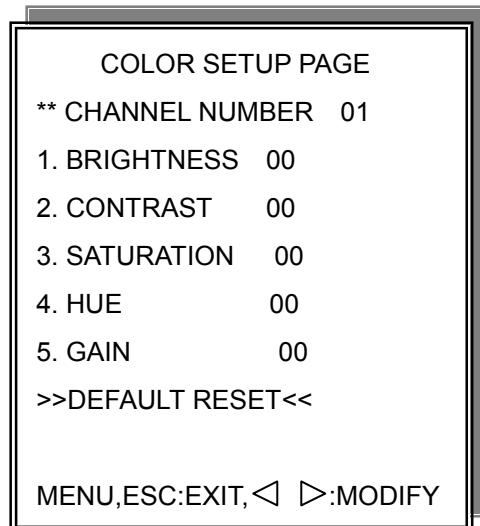 COLOR SETUP PAGE
** CHANNEL NUMBER 01
1. BRIGHTNESS 00
2. CONTRAST 00
3. SATURATION 00
4. HUE 00
5. GAIN 00
>>DEFAULT RESET<<
MENU,ESC:EXIT,◁ ▷:MODIFY